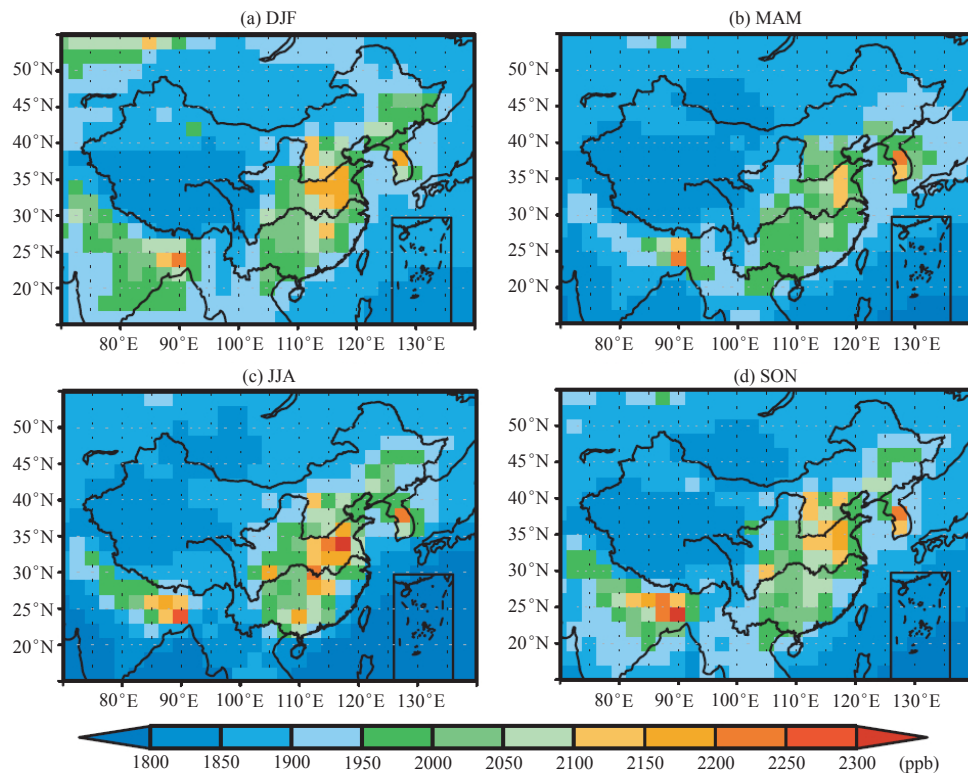 (a) DJF
(b) MAM
50°N
45°N
40°N
35°N
30°N
25°N
20°N
50°N
45°N
40°N
35°N
30°N
25°N
20°N
80°E 90°E 100°E 110°E 120°E 130°E
80°E 90°E 100°E 110°E 120°E 130°E
(c) JJA
(d) SON
50°N
45°N
40°N
35°N
30°N
25°N
20°N
50°N
45°N
40°N
35°N
30°N
25°N
20°N
80°E 90°E 100°E 110°E 120°E 130°E
80°E 90°E 100°E 110°E 120°E 130°E
1800 1850 1900 1950 2000 2050 2100 2150 2200 2250 2300 (ppb)